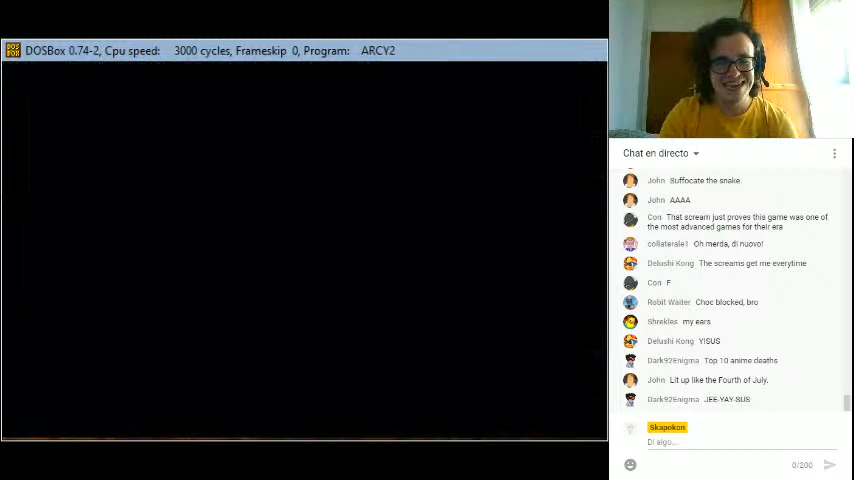 DOS
BOX
DOSBox 0.74-2, Cpu speed: 3000 cycles, Frameskip 0, Program: ARCY2
Chat en directo
John Suffocate the snake.
John AAAA
Con That scream just proves this game was one of
the most advanced games for their era
collaterale1 Oh merda, di nuovo!
Delushi Kong The screams get me everytime
Con F
Robit Waiter Choc blocked, bro
Shrekles my ears
Delushi Kong YISUS
Dark92Enigma Top 10 anime deaths
John Lit up like the Fourth of July.
Dark92Enigma JEE-YAY-SUS
Skapokon
Di algo...
0/200